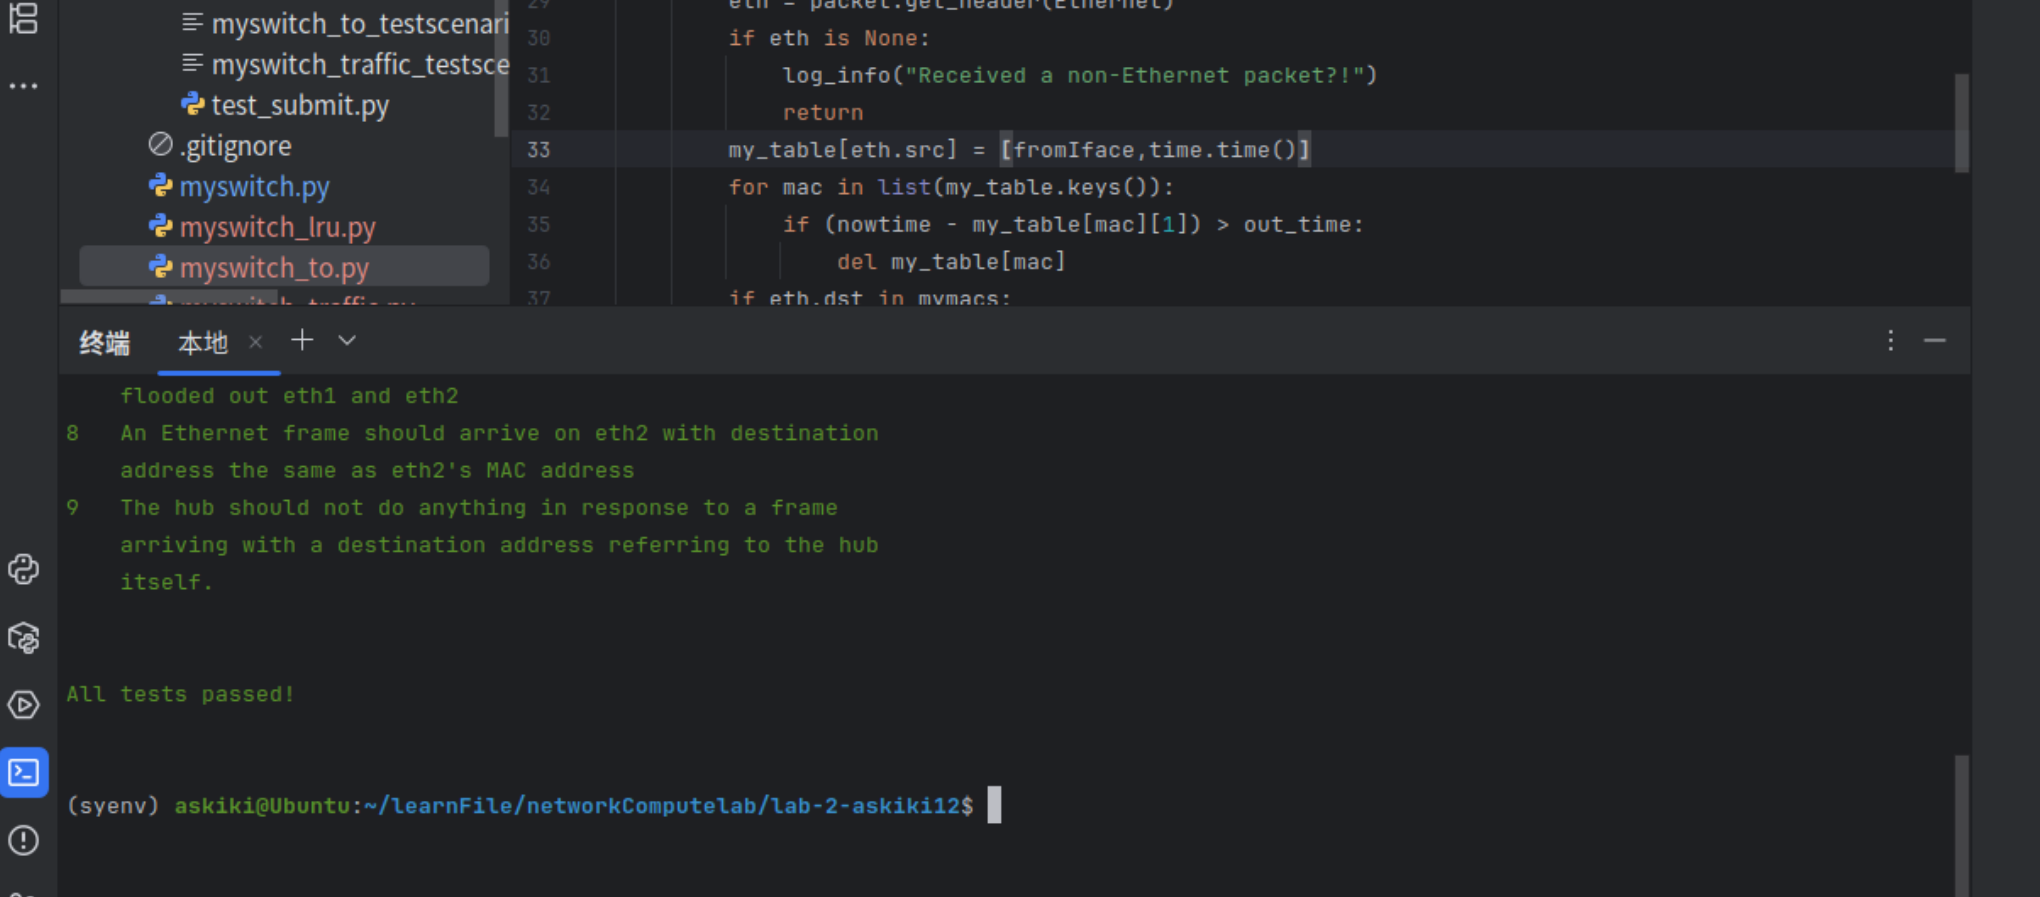 myswitch_to_testscenari
myswitch_traffic_testsce
test_submit.py
.gitignore
myswitch.py
myswitch_lru.py
myswitch_to.py
myswitch_traffic.py
29 eth = packet.get_header(Ethernet)
30 if eth is None:
31 log_info("Received a non-Ethernet packet?!")
32 return
33 my_table[eth.src] = [fromIface,time.time()]
34 for mac in list(my_table.keys()):
35 if (nowtime - my_table[mac][1]) > out_time:
36 del my_table[mac]
37 if eth.dst in mymacs:
终端 本地
flooded out eth1 and eth2
8 An Ethernet frame should arrive on eth2 with destination
address the same as eth2's MAC address
9 The hub should not do anything in response to a frame
arriving with a destination address referring to the hub
itself.
All tests passed!
(syenv) askiki@Ubuntu:~/learnFile/networkComputelab/lab-2-askiki12$